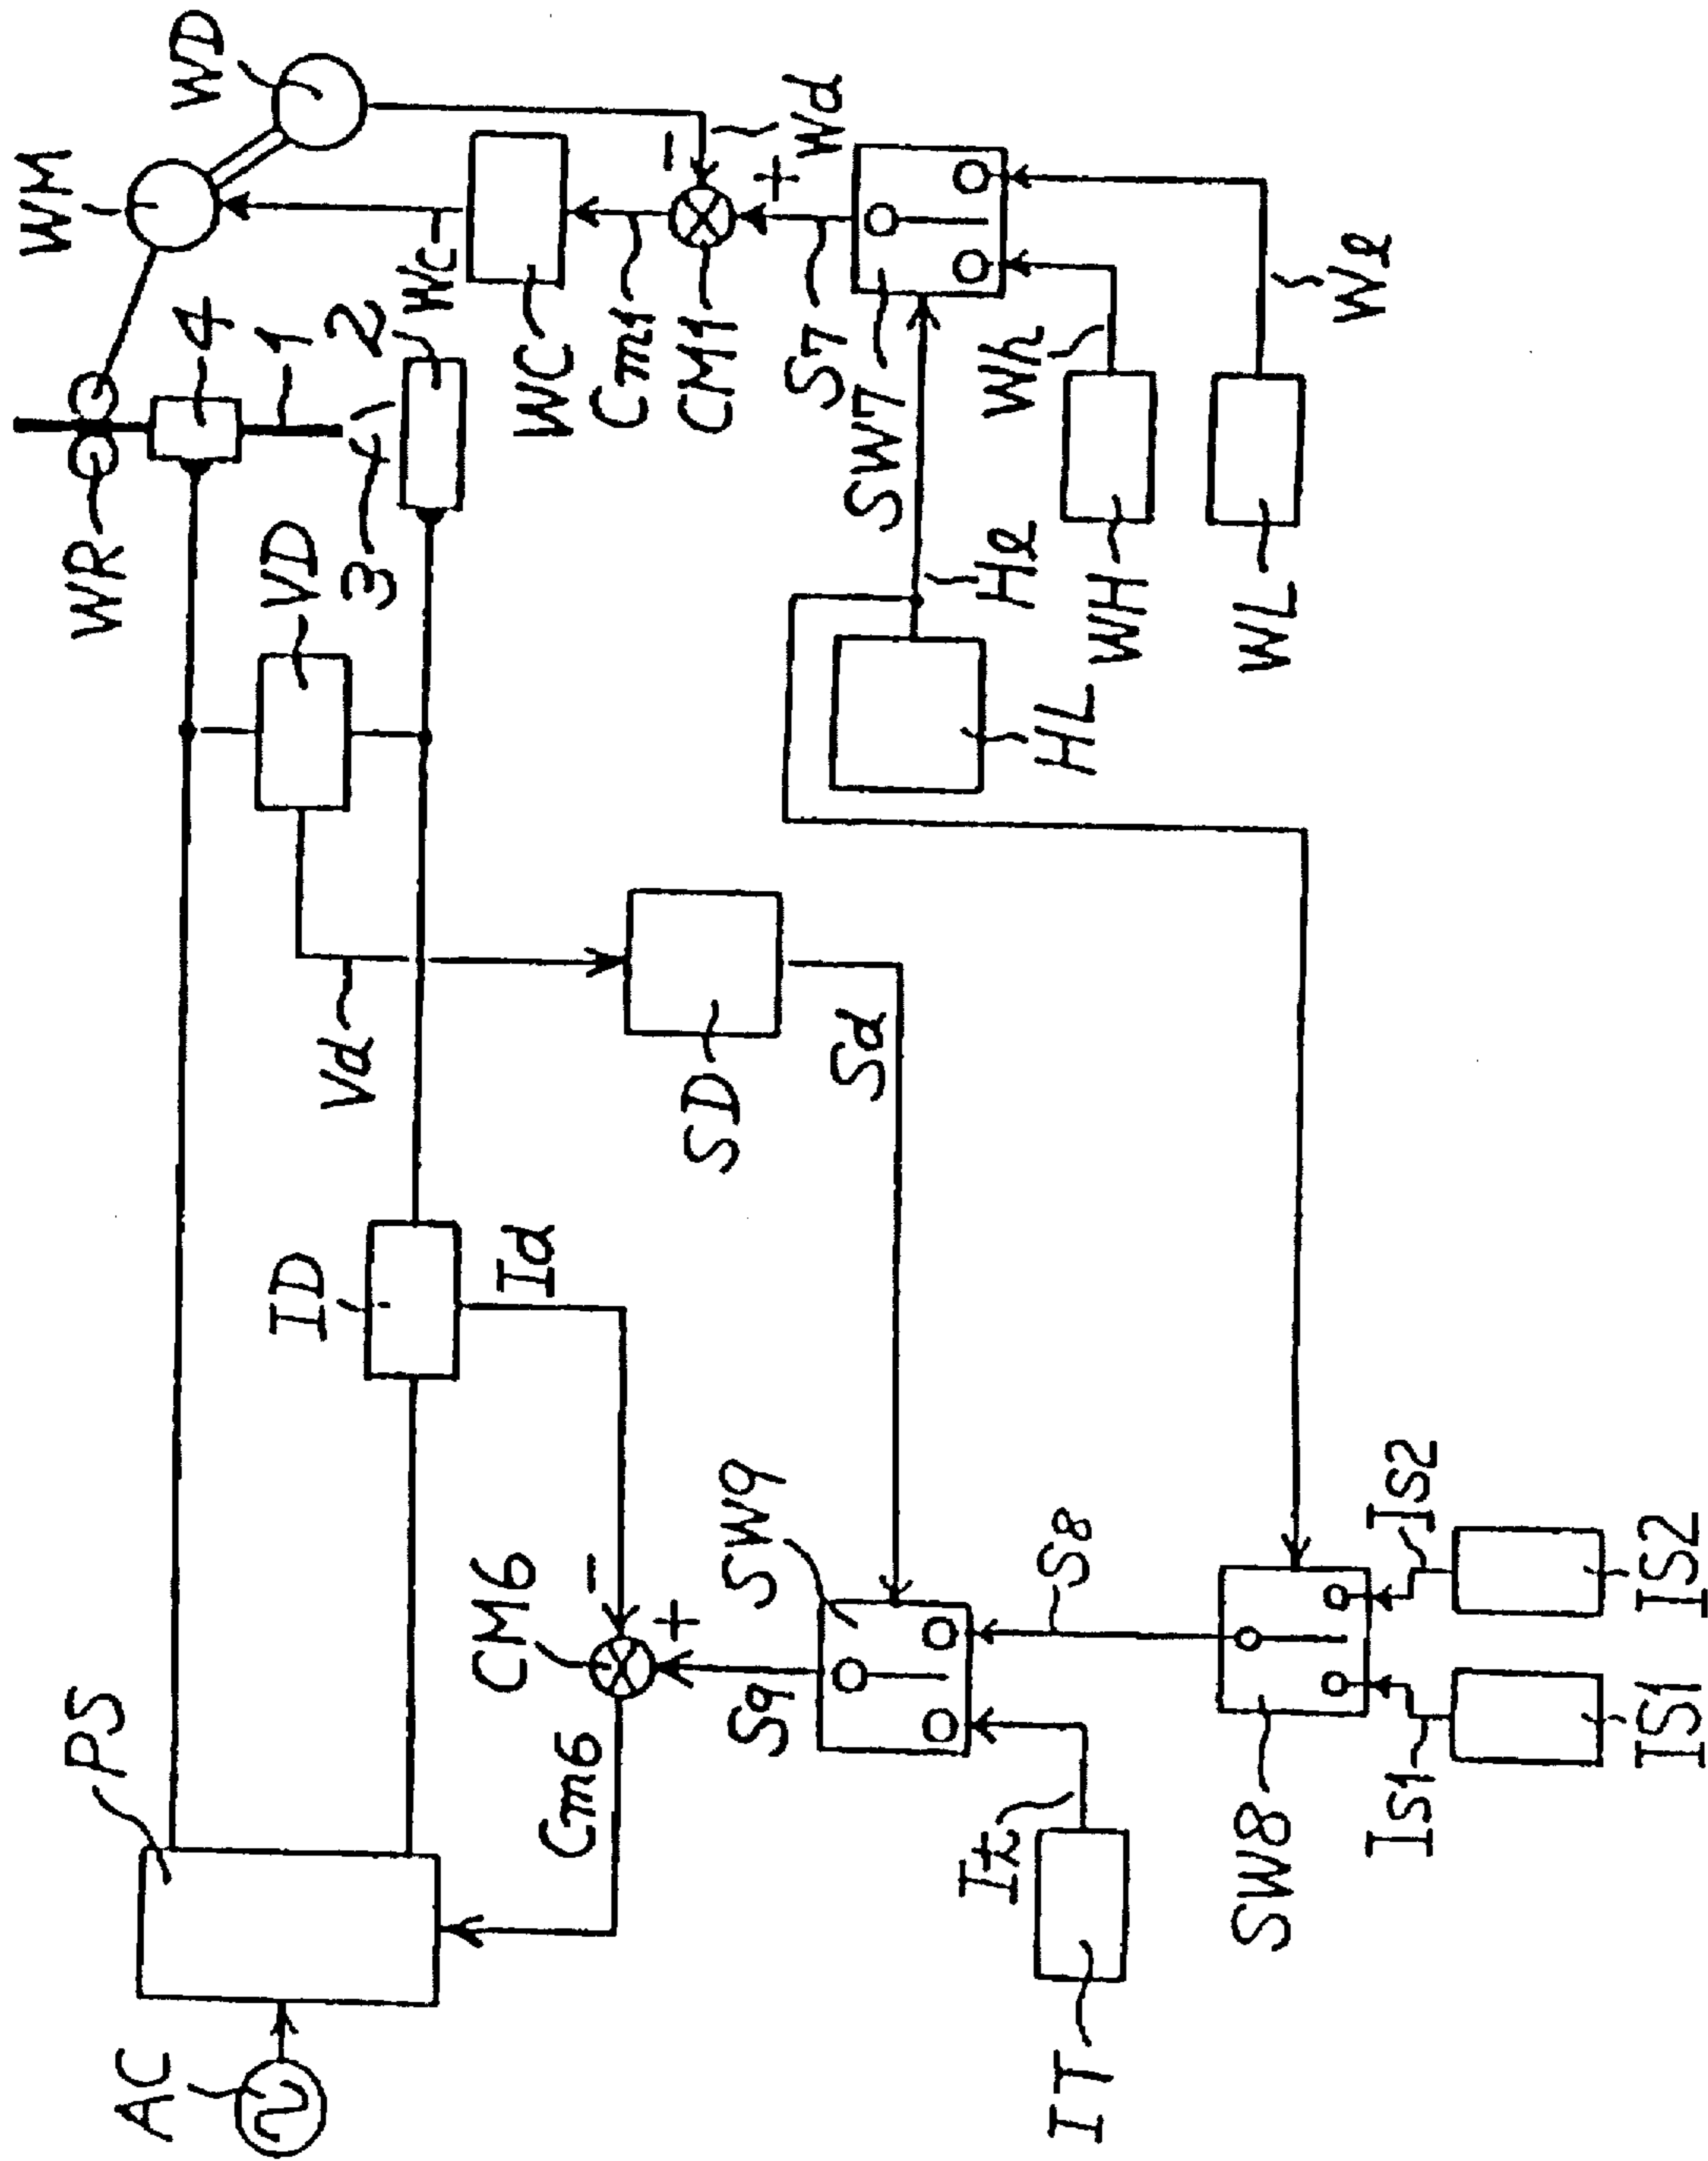 AC
PS
ID
Id
Vd
VD
WR
WM
WD
4
1
2
3
Wc
WC
Cm1
CM1
-
+
Wd
S7
SW7
Wh
WH
Wl
WL
Hl
HL
SD
Sd
CM6
-
+
Cm6
S9
SW9
It
IT
S8
SW8
Is1
IS1
Is2
IS2